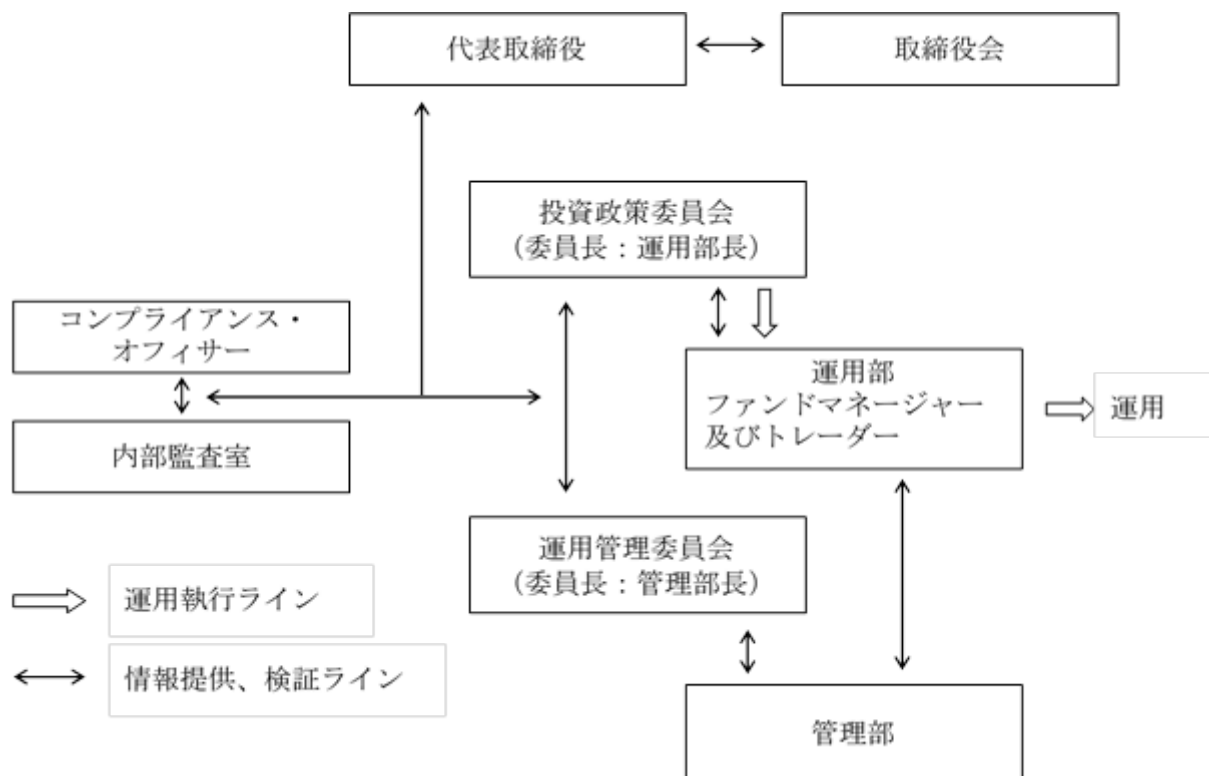 代表取締役
取締役会
投資政策委員会
（委員長：運用部長）
コンプライアンス・
オフィサー
運用部
ファンドマネージャー
及びトレーダー
運用
内部監査室
運用管理委員会
（委員長：管理部長）
運用執行ライン
情報提供、検証ライン
管理部